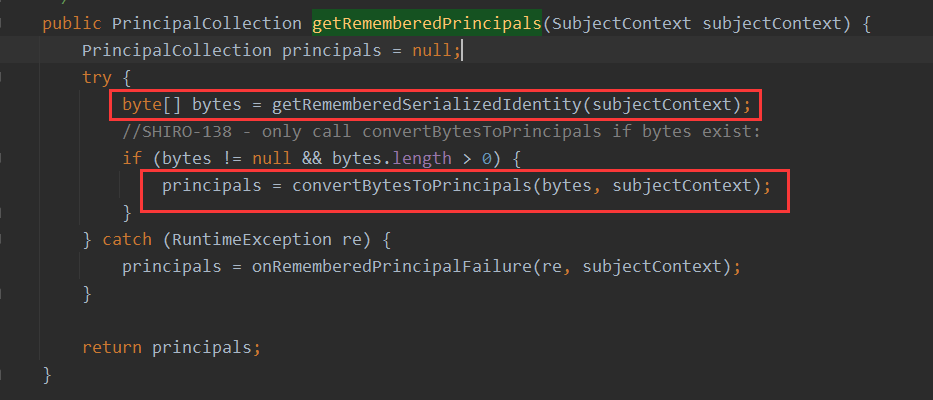 public PrincipalCollection getRememberedPrincipals(SubjectContext subjectContext) {
PrincipalCollection principals = null;
try {
byte[] bytes = getRememberedSerializedIdentity(subjectContext);
//SHIRO-138 - only call convertBytesToPrincipals if bytes exist:
if (bytes != null && bytes.length > 0) {
principals = convertBytesToPrincipals(bytes, subjectContext);
}
} catch (RuntimeException re) {
principals = onRememberedPrincipalFailure(re, subjectContext);
}
return principals;
}